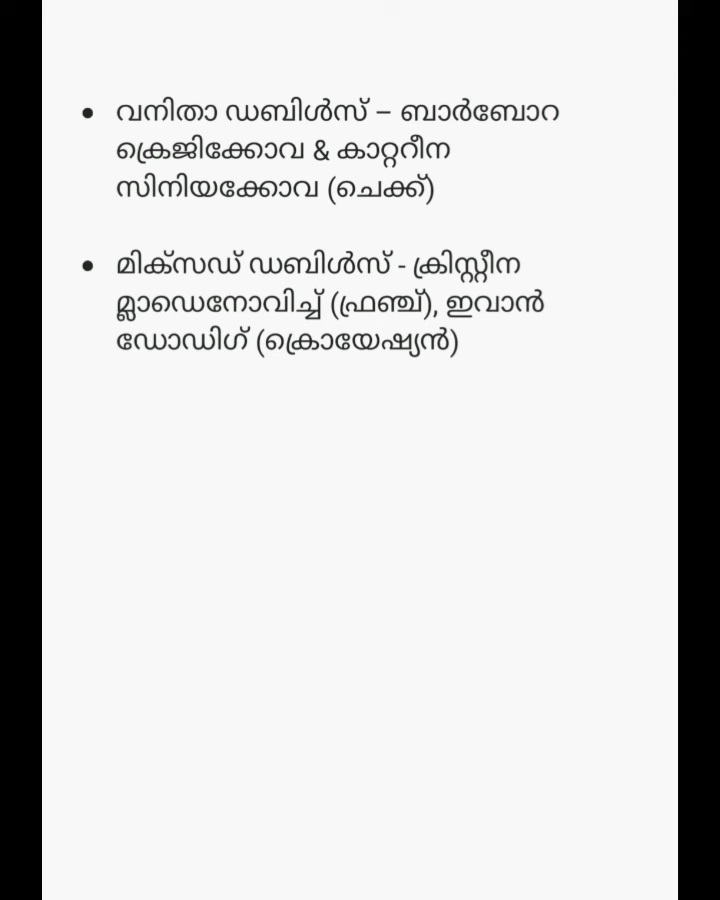 • വനിതാ ഡബിൾസ് – ബാർബോറ
ക്രെജിക്കോവ & കാറ്ററീന
സിനിയക്കോവ (ചെക്ക്)
• മിക്സഡ് ഡബിൾസ് - ക്രിസ്റ്റീന
മ്ലാഡെനോവിച്ച് (ഫ്രഞ്ച്), ഇവാൻ
ഡോഡിഗ് (ക്രൊയേഷ്യൻ)